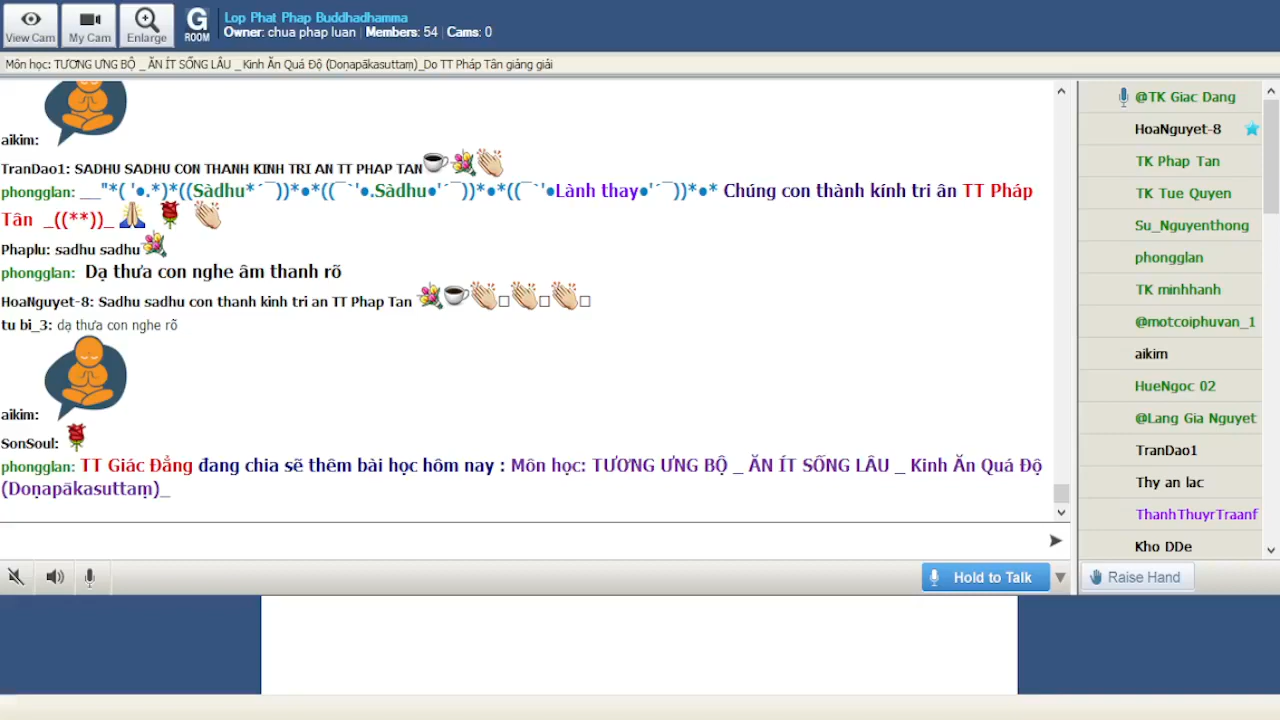 View Cam
My Cam
Enlarge
G
ROOM
Lop Phat Phap Buddhadhamma
Owner: chua phap luan | Members: 54 | Cams: 0
Môn học: TƯƠNG ƯNG BỘ _ ĂN ÍT SỐNG LÂU _ Kinh Ăn Quá Độ (Doṇapākasuttaṃ)_Do TT Pháp Tân giảng giải
aikim:
TranDao1: SADHU SADHU CON THANH KINH TRI AN TT PHAP TAN
phongglan: __"*( '●.*)*((Sàdhu*´¯))*●*((¯`'●.Sàdhu●'´¯))*●*((¯`'●Lành thay●'´¯))*●* Chúng con thành kính tri ân TT Pháp
Tân _((**))_
Phaplu: sadhu sadhu
phongglan: Dạ thưa con nghe âm thanh rõ
HoaNguyet-8: Sadhu sadhu con thanh kinh tri an TT Phap Tan
tu bi_3: dạ thưa con nghe rõ
aikim:
SonSoul:
phongglan: TT Giác Đẳng đang chia sẽ thêm bài học hôm nay : Môn học: TƯƠNG ƯNG BỘ _ ĂN ÍT SỐNG LÂU _ Kinh Ăn Quá Độ
(Doṇapākasuttaṃ)_
Hold to Talk
@TK Giac Dang
HoaNguyet-8
TK Phap Tan
TK Tue Quyen
Su_Nguyenthong
phongglan
TK minhhanh
@motcoiphuvan_1
aikim
HueNgoc 02
@Lang Gia Nguyet
TranDao1
Thy an lac
ThanhThuyrTraanf
Kho DDe
Raise Hand